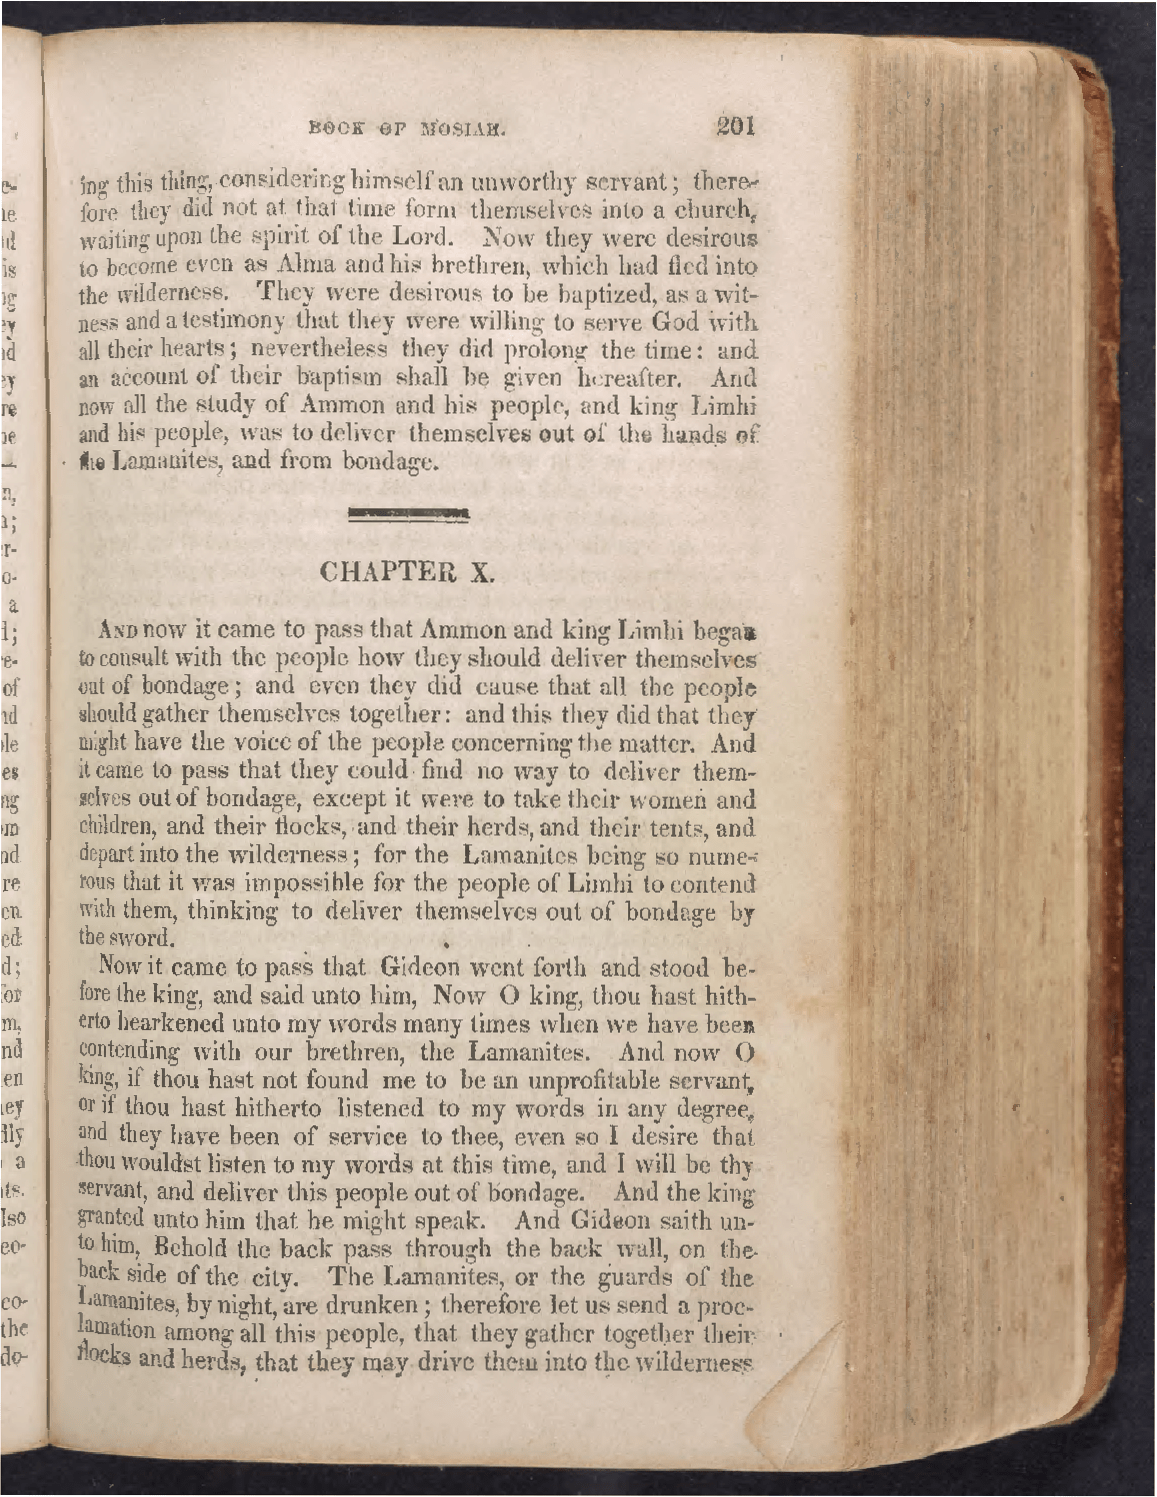 BOOK OF MOSIAH. 201
ing this thing, considering himself an unworthy servant; there-
fore they did not at that time form themselves into a church,
waiting upon the spirit of the Lord. Now they were desirous
to become even as Alma and his brethren, which had fled into
the wilderness. They were desirous to be baptized, as a wit-
ness and a testimony that they were willing to serve God with
all their hearts; nevertheless they did prolong the time: and
an account of their baptism shall be given hereafter. And
now all the study of Ammon and his people, and king Limhi
and his people, was to deliver themselves out of the hands of
the Lamanites, and from bondage.
CHAPTER X.
AND now it came to pass that Ammon and king Limhi began
to consult with the people how they should deliver themselves
out of bondage; and even they did cause that all the people
should gather themselves together: and this they did that they
might have the voice of the people concerning the matter. And
it came to pass that they could find no way to deliver them-
selves out of bondage, except it were to take their women and
children, and their flocks, and their herds, and their tents, and
depart into the wilderness; for the Lamanites being so nume-
rous that it was impossible for the people of Limhi to contend
with them, thinking to deliver themselves out of bondage by
the sword.
Now it came to pass that Gideon went forth and stood be-
fore the king, and said unto him, Now O king, thou hast hith-
erto hearkened unto my words many times when we have been
contending with our brethren, the Lamanites. And now O
king, if thou hast not found me to be an unprofitable servant,
or if thou hast hitherto listened to my words in any degree,
and they have been of service to thee, even so I desire that
thou wouldst listen to my words at this time, and I will be thy
servant, and deliver this people out of bondage. And the king
granted unto him that he might speak. And Gideon saith un-
to him, Behold the back pass through the back wall, on the
back side of the city. The Lamanites, or the guards of the
Lamanites, by night, are drunken; therefore let us send a proc-
lamation among all this people, that they gather together their
flocks and herds, that they may drive them into the wilderness